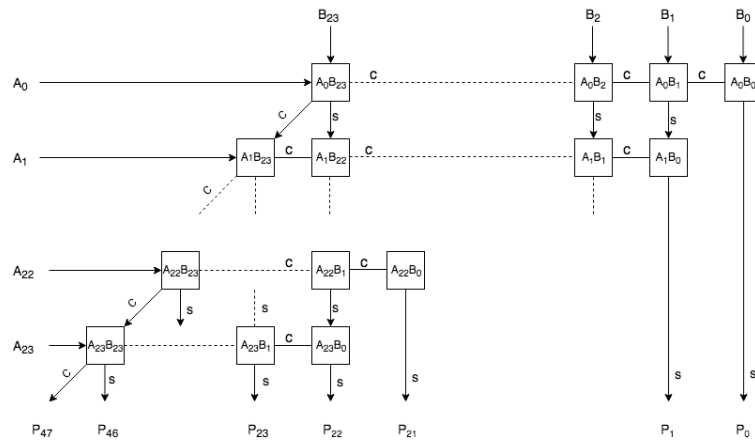 B23 B2 B1 B0
A0 A0B23 C A0B2 C A0B1 C A0B0
C S S S
A1 A1B23 C A1B22 C A1B1 C A1B0
C
A22 A22B23 C A22B1 C A22B0
C S S S
A23 A23B23 A23B1 C A23B0
C S S S S S S
P47 P46 P23 P22 P21 P1 P0